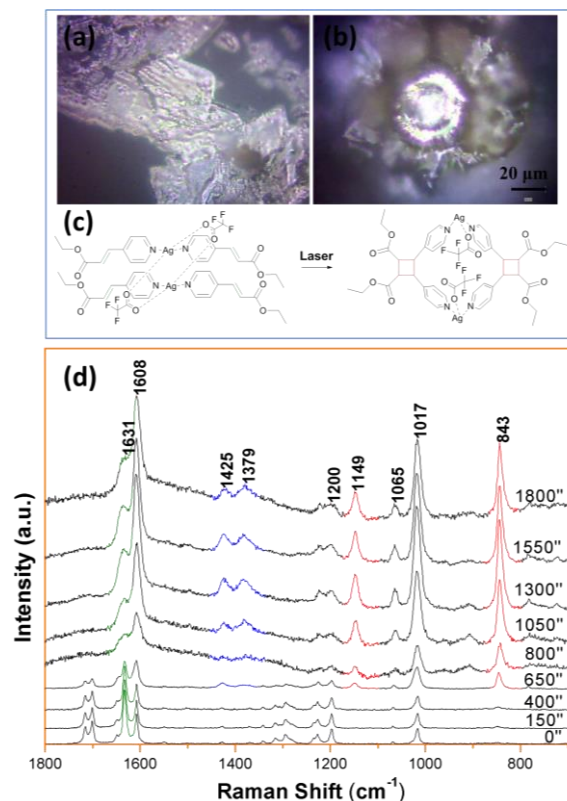 (a)
(b)
20 μm
(c)
Laser
(d)
1608
1631
1425
1379
1200
1149
1065
1017
843
1800"
1550"
1300"
1050"
800"
650"
400"
150"
0"
Intensity (a.u.)
1800 1600 1400 1200 1000 800
Raman Shift (cm⁻¹)